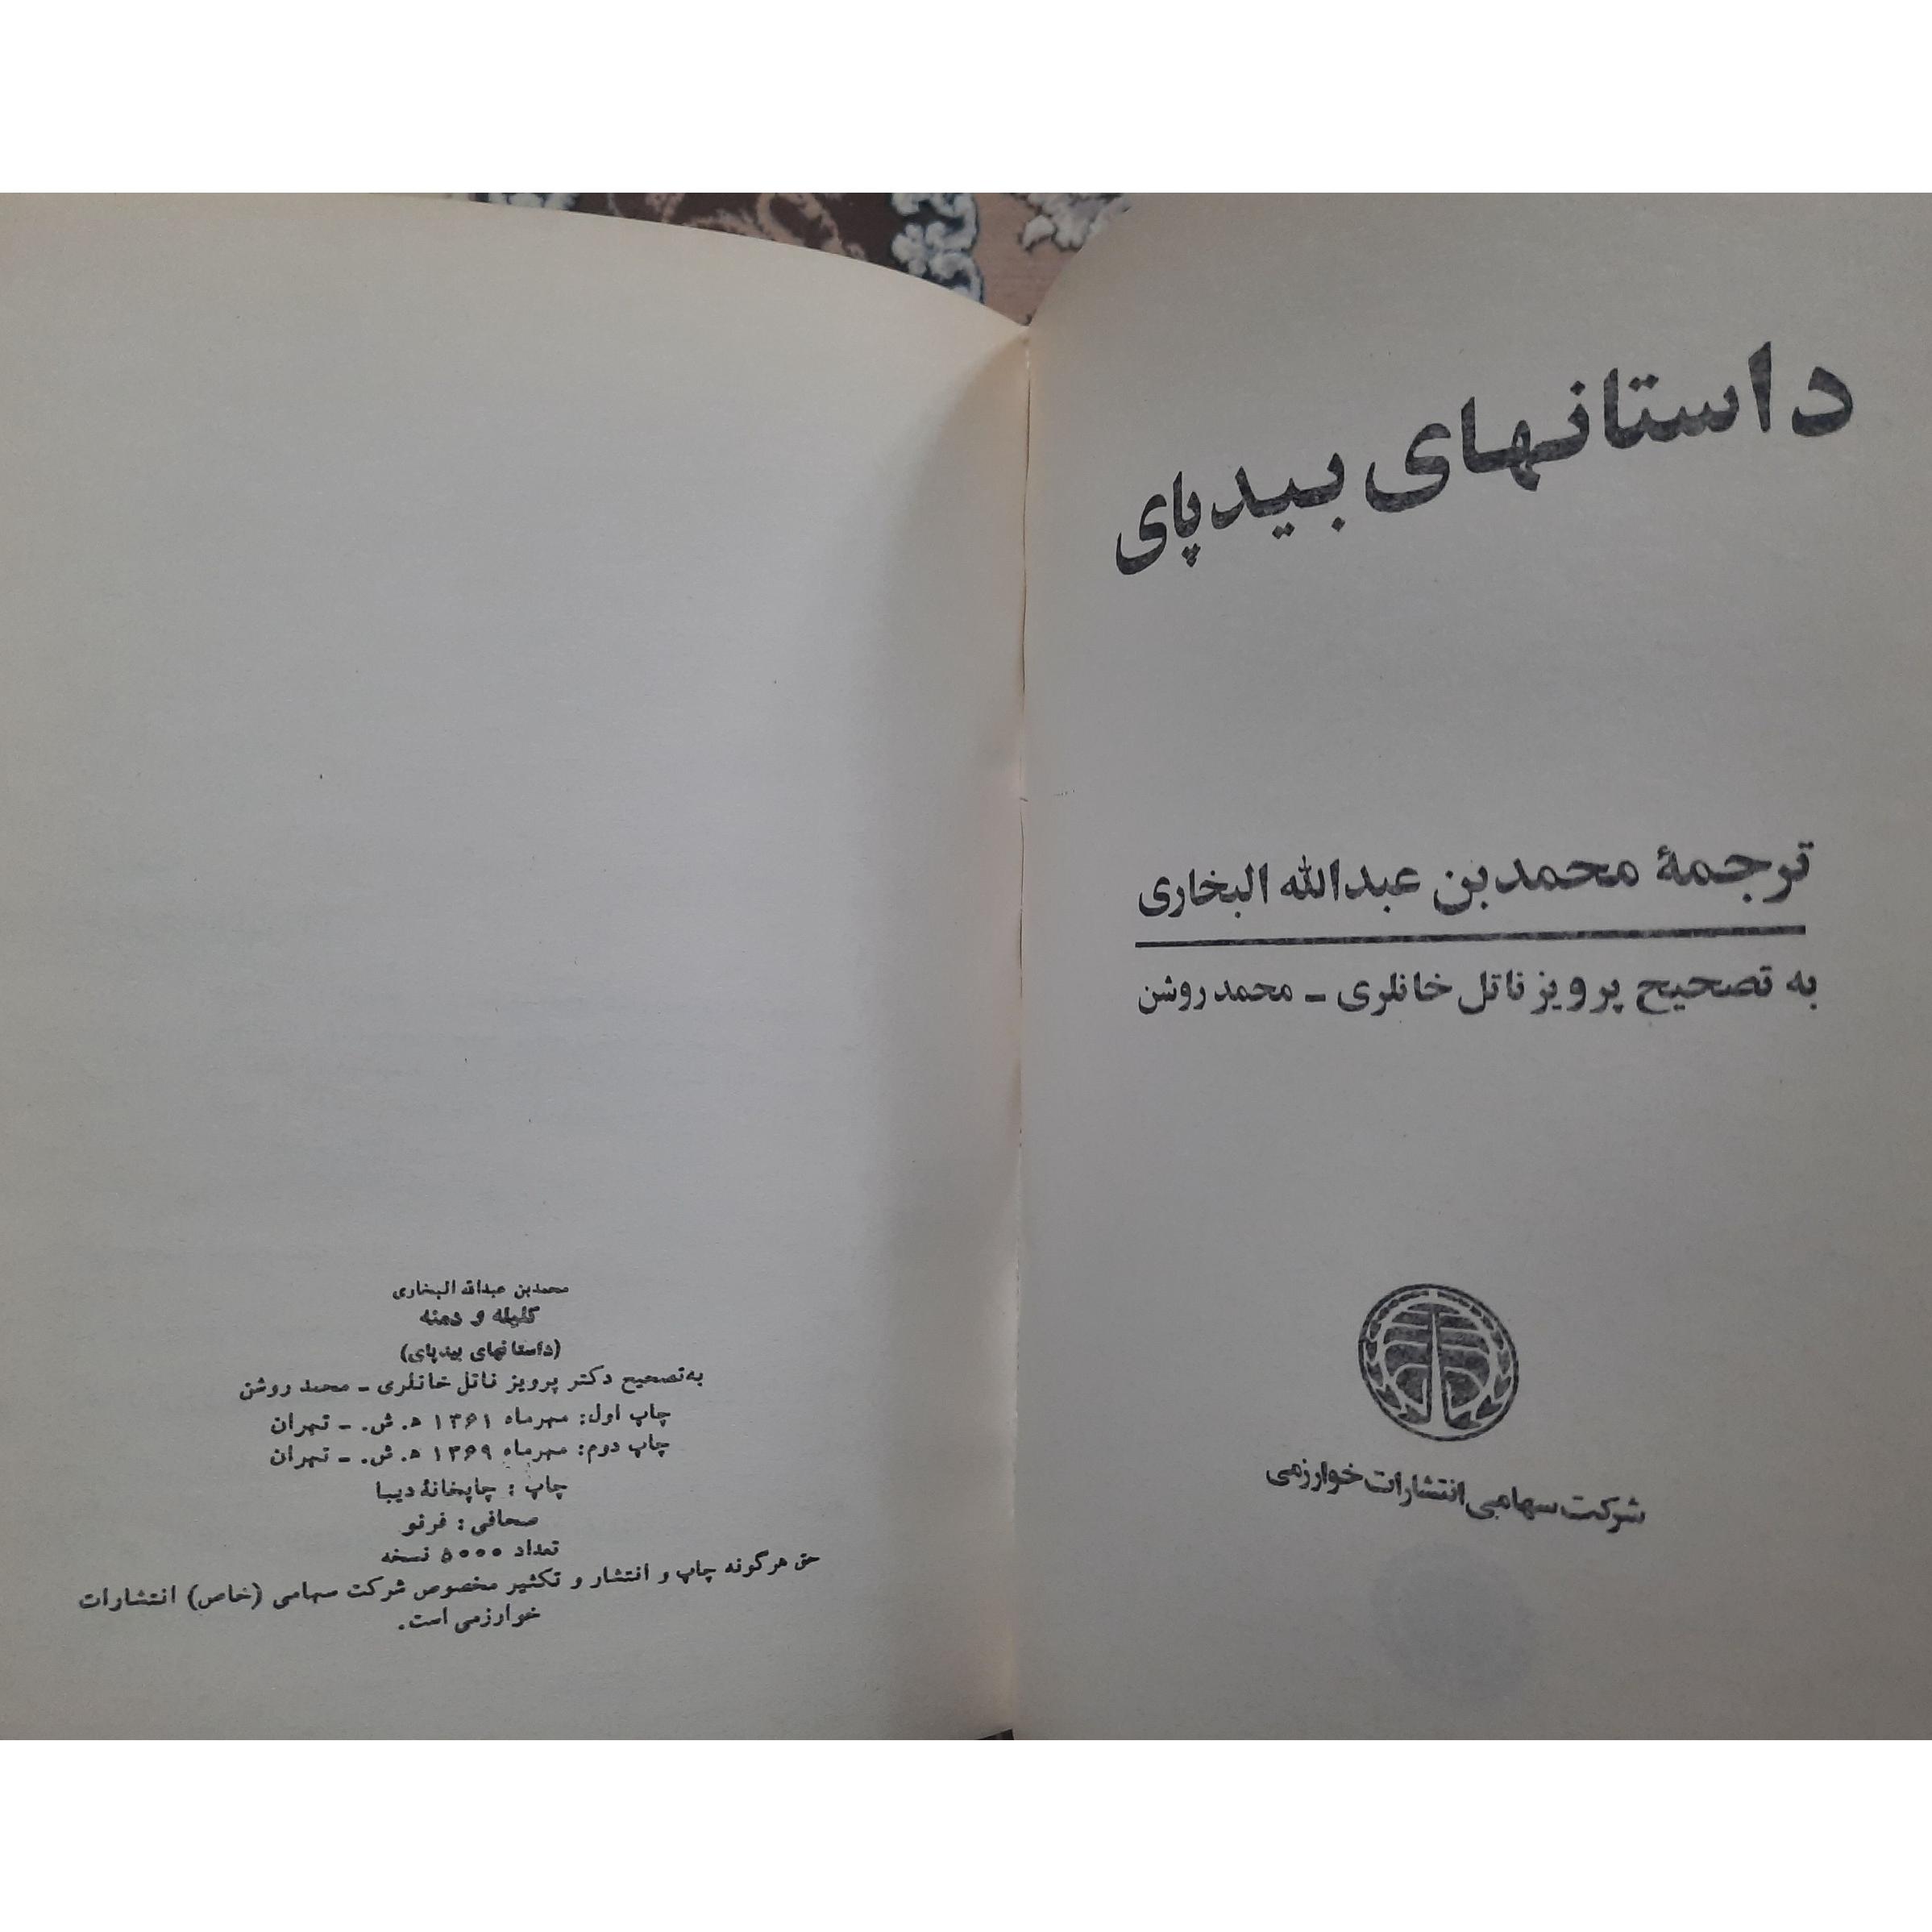 داستانهای بیدپای
ترجمهٔ محمدبن عبدالله البخاری
به تصحیح پرویز ناتل خانلری ـ محمد روشن
شرکت سهامی انتشارات خوارزمی
محمدبن عبدالله البخاری
کلیله و دمنه
(داستانهای بیدپای)
به تصحیح دکتر پرویز ناتل خانلری ـ محمد روشن
چاپ اول: مهرماه ۱۳۶۱ ه‍. ش. ـ تهران
چاپ دوم: مهرماه ۱۳۶۹ ه‍. ش. ـ تهران
چاپ : چاپخانهٔ دیبا
صحافی : فرنو
تعداد ۵۰۰۰ نسخه
حق هرگونه چاپ و انتشار و تکثیر مخصوص شرکت سهامی (خاص) انتشارات
خوارزمی است.